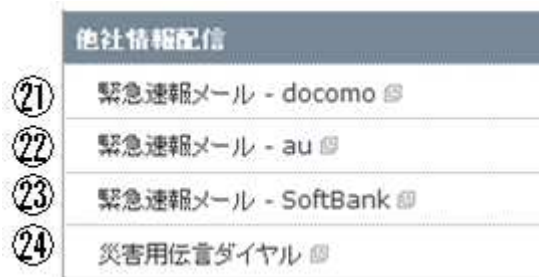 他社情報配信
㉑ 緊急速報メール - docomo
㉒ 緊急速報メール - au
㉓ 緊急速報メール - SoftBank
㉔ 災害用伝言ダイヤル